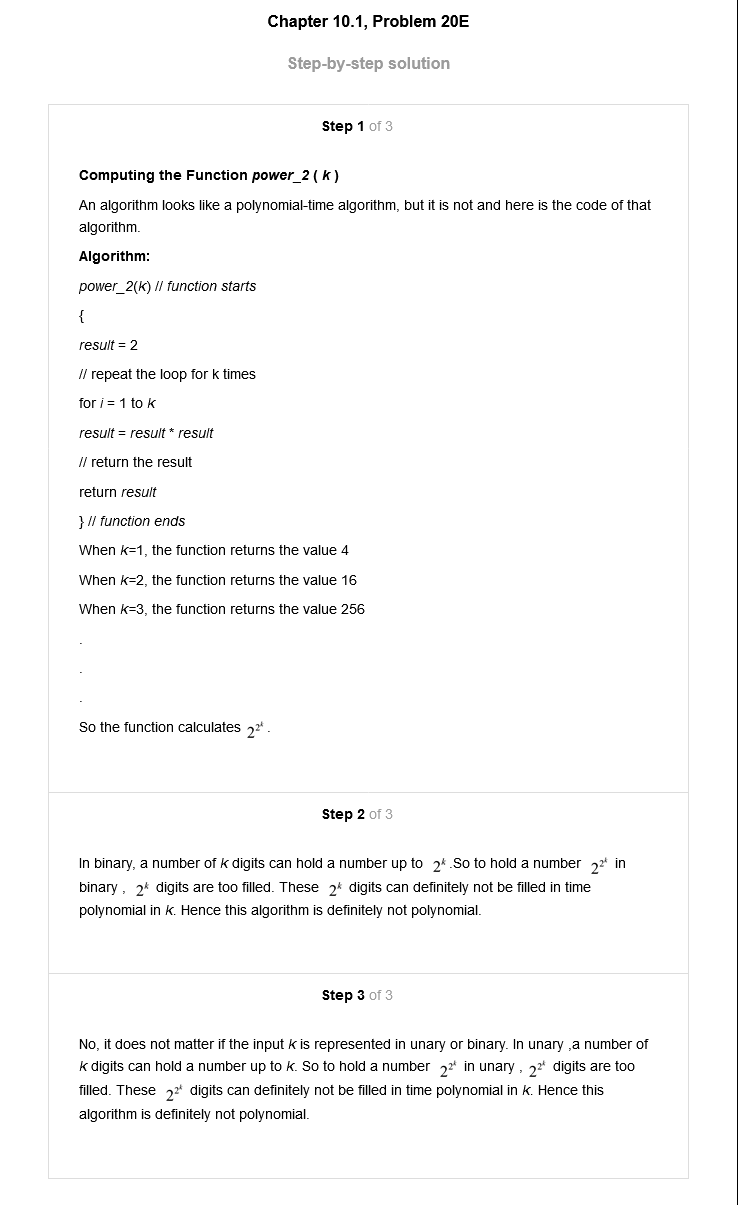 Chapter 10.1, Problem 20E
Step-by-step solution
Step 1 of 3
Computing the Function power_2 ( k )
An algorithm looks like a polynomial-time algorithm, but it is not and here is the code of that
algorithm.
Algorithm:
power_2(k) // function starts
{
result = 2
// repeat the loop for k times
for i = 1 to k
result = result * result
// return the result
return result
} // function ends
When k=1, the function returns the value 4
When k=2, the function returns the value 16
When k=3, the function returns the value 256
.
.
.
So the function calculates 2^{2^k} .
Step 2 of 3
In binary, a number of k digits can hold a number up to 2^k .So to hold a number 2^{2^k} in
binary , 2^k digits are too filled. These 2^k digits can definitely not be filled in time
polynomial in k. Hence this algorithm is definitely not polynomial.
Step 3 of 3
No, it does not matter if the input k is represented in unary or binary. In unary ,a number of
k digits can hold a number up to k. So to hold a number 2^{2^k} in unary , 2^{2^k} digits are too
filled. These 2^{2^k} digits can definitely not be filled in time polynomial in k. Hence this
algorithm is definitely not polynomial.